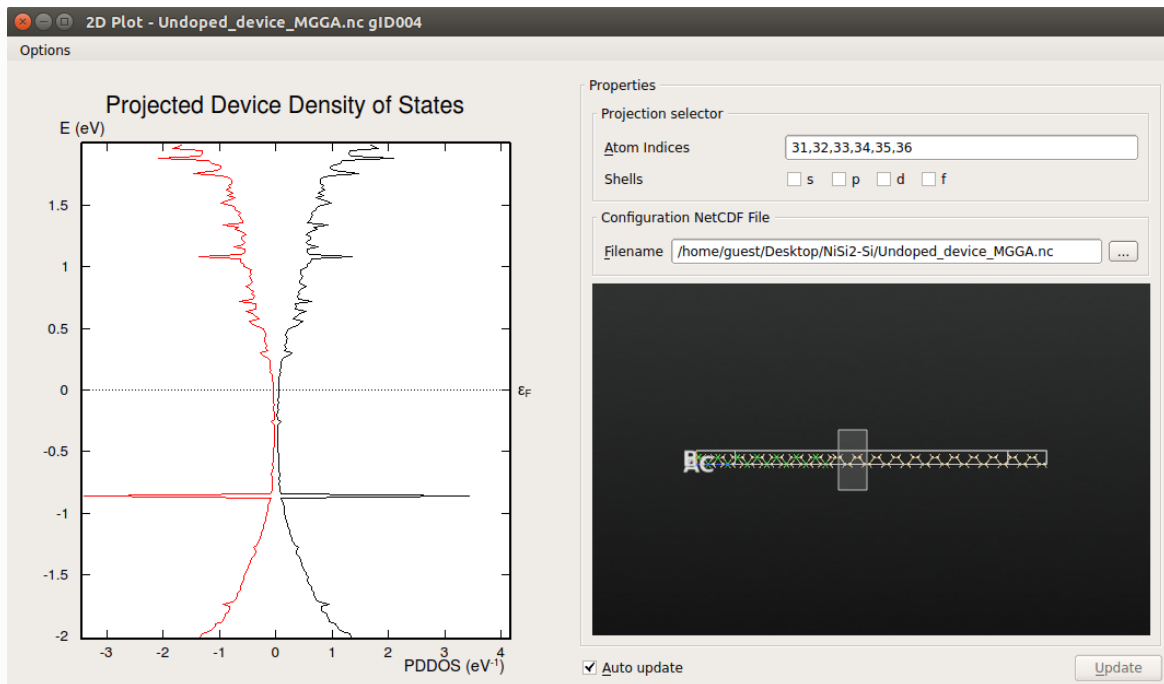 2D Plot - Undoped_device_MGGA.nc gID004
Options
Projected Device Density of States
E (eV)
1.5
1
0.5
0
-0.5
-1
-1.5
-2
εF
-3 -2 -1 0 1 2 3 4
PDDOS (eV⁻¹)
Properties
Projection selector
Atom Indices 31,32,33,34,35,36
Shells s p d f
Configuration NetCDF File
Filename /home/guest/Desktop/NiSi2-Si/Undoped_device_MGGA.nc ...
B
AC
Auto update Update